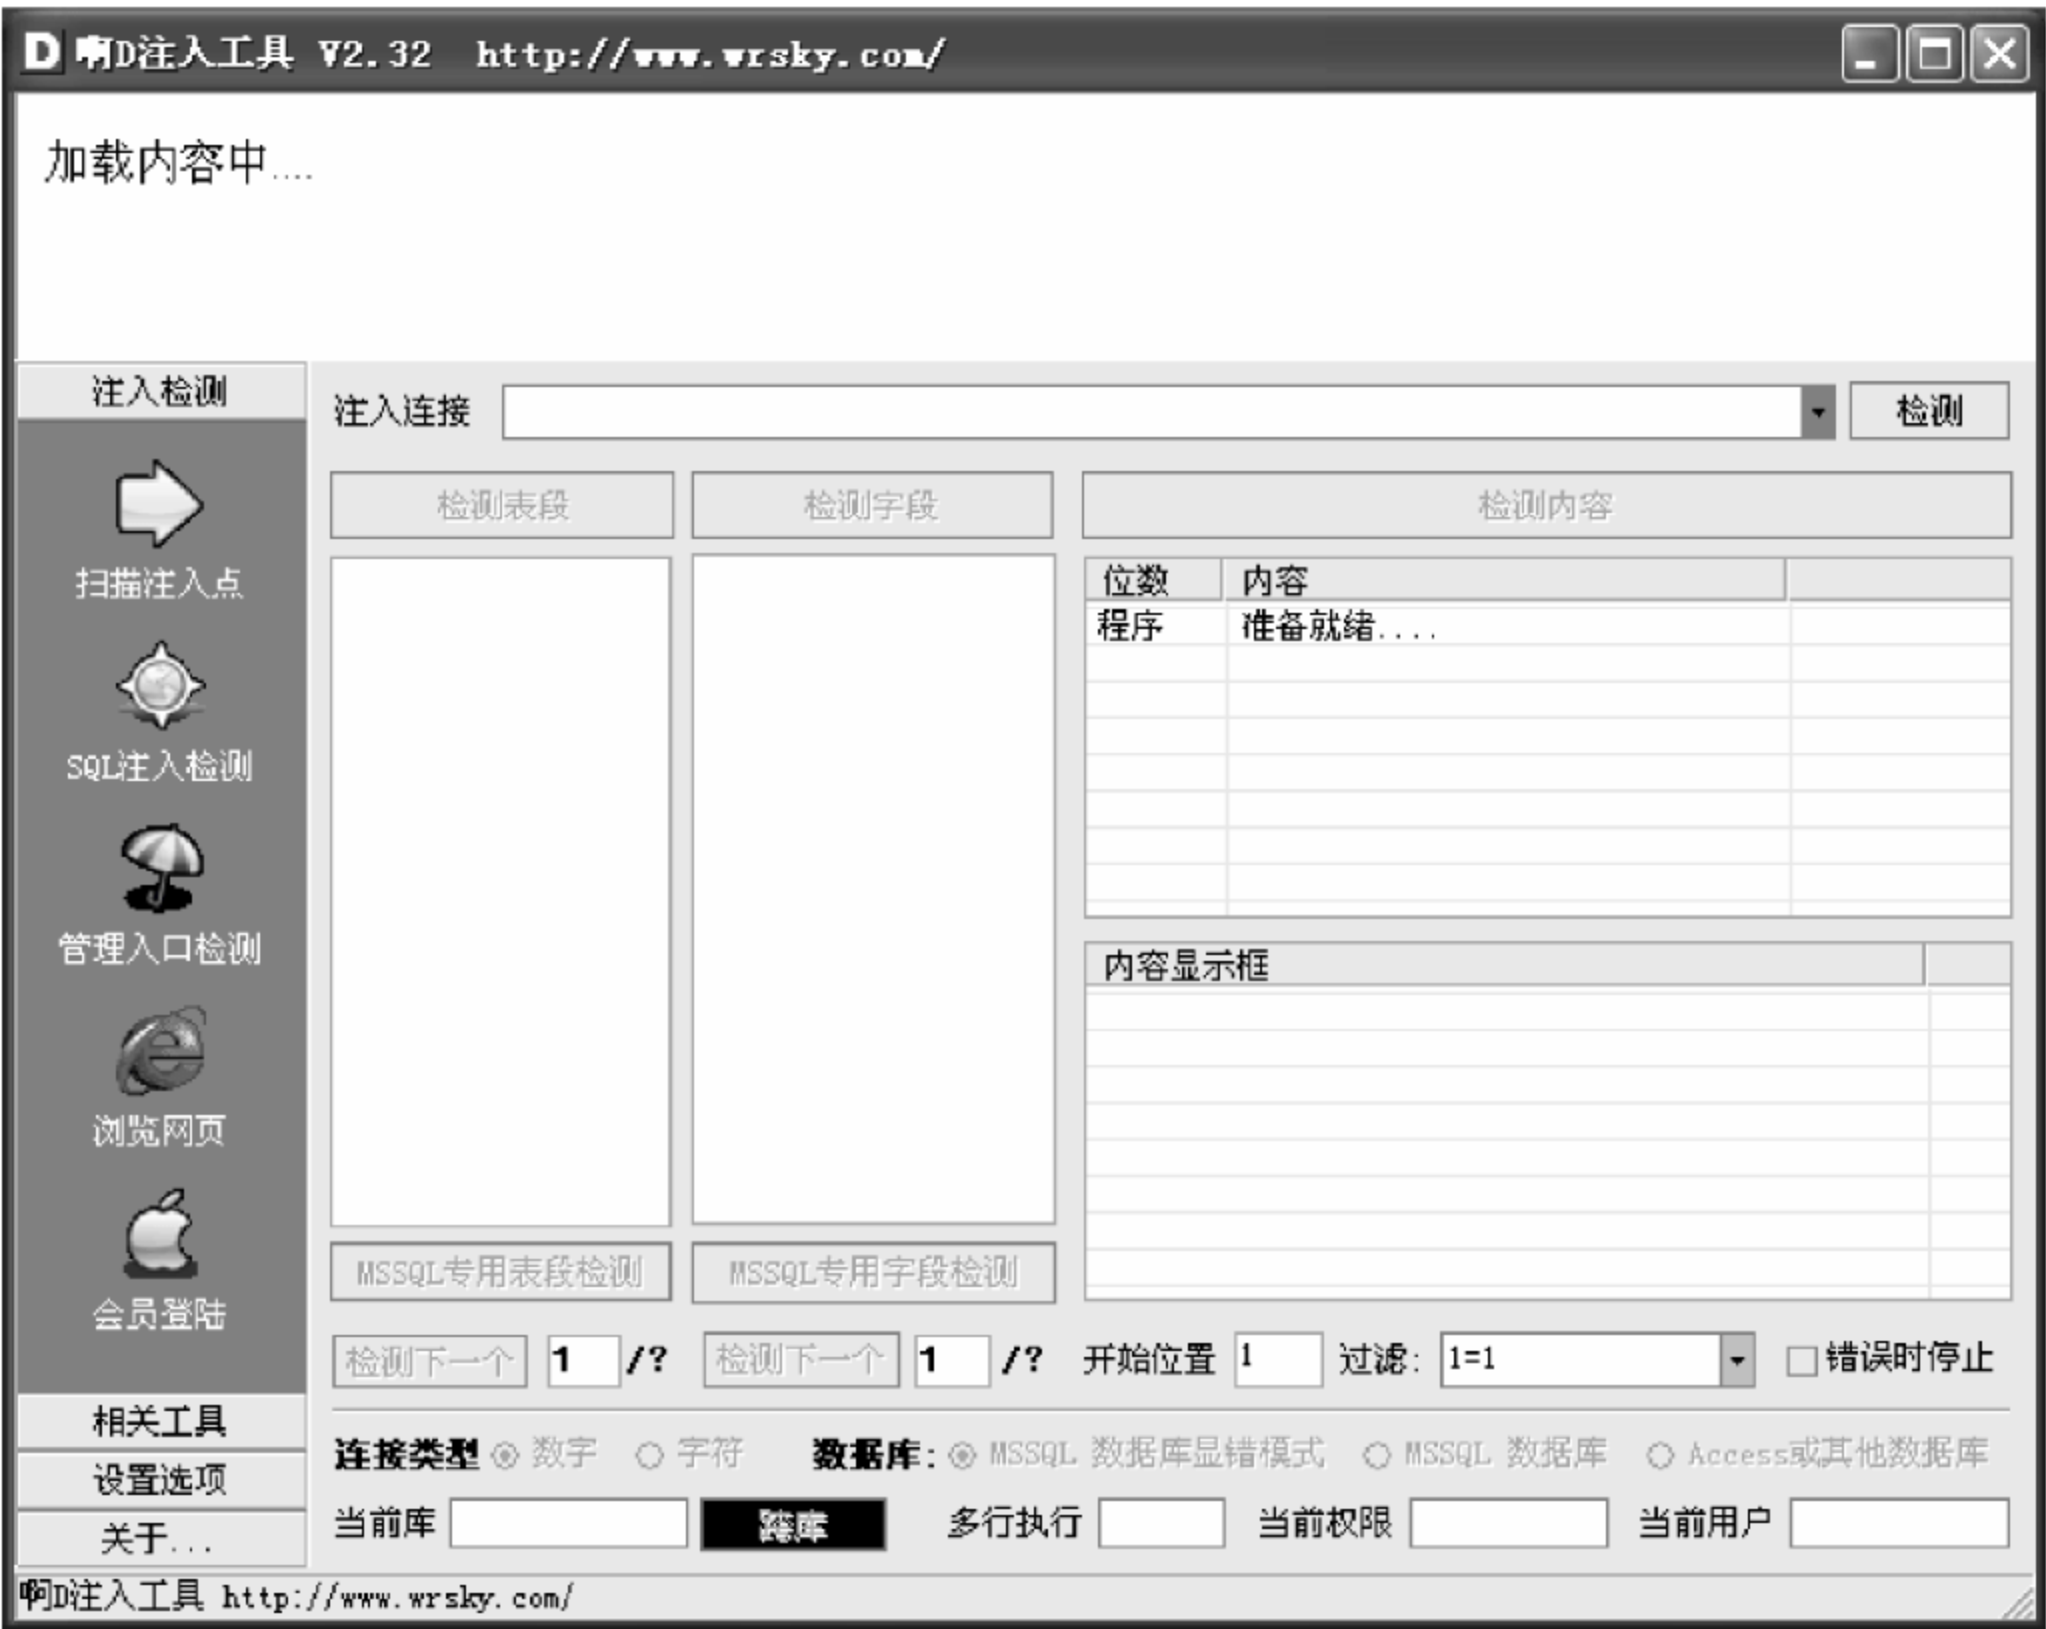 D 啊D注入工具 V2.32 http://www.wrsky.com/
加载内容中....
注入检测
扫描注入点
SQL注入检测
管理入口检测
浏览网页
会员登陆
相关工具
设置选项
关于...
注入连接 检测
检测表段 检测字段 检测内容
位数 内容
程序 准备就绪....
内容显示框
MSSQL专用表段检测 MSSQL专用字段检测
检测下一个 1 /? 检测下一个 1 /? 开始位置 1 过滤: 1=1 错误时停止
连接类型 数字 字符 数据库: MSSQL 数据库显错模式 MSSQL 数据库 Access或其他数据库
当前库 跨库 多行执行 当前权限 当前用户
啊D注入工具 http://www.wrsky.com/